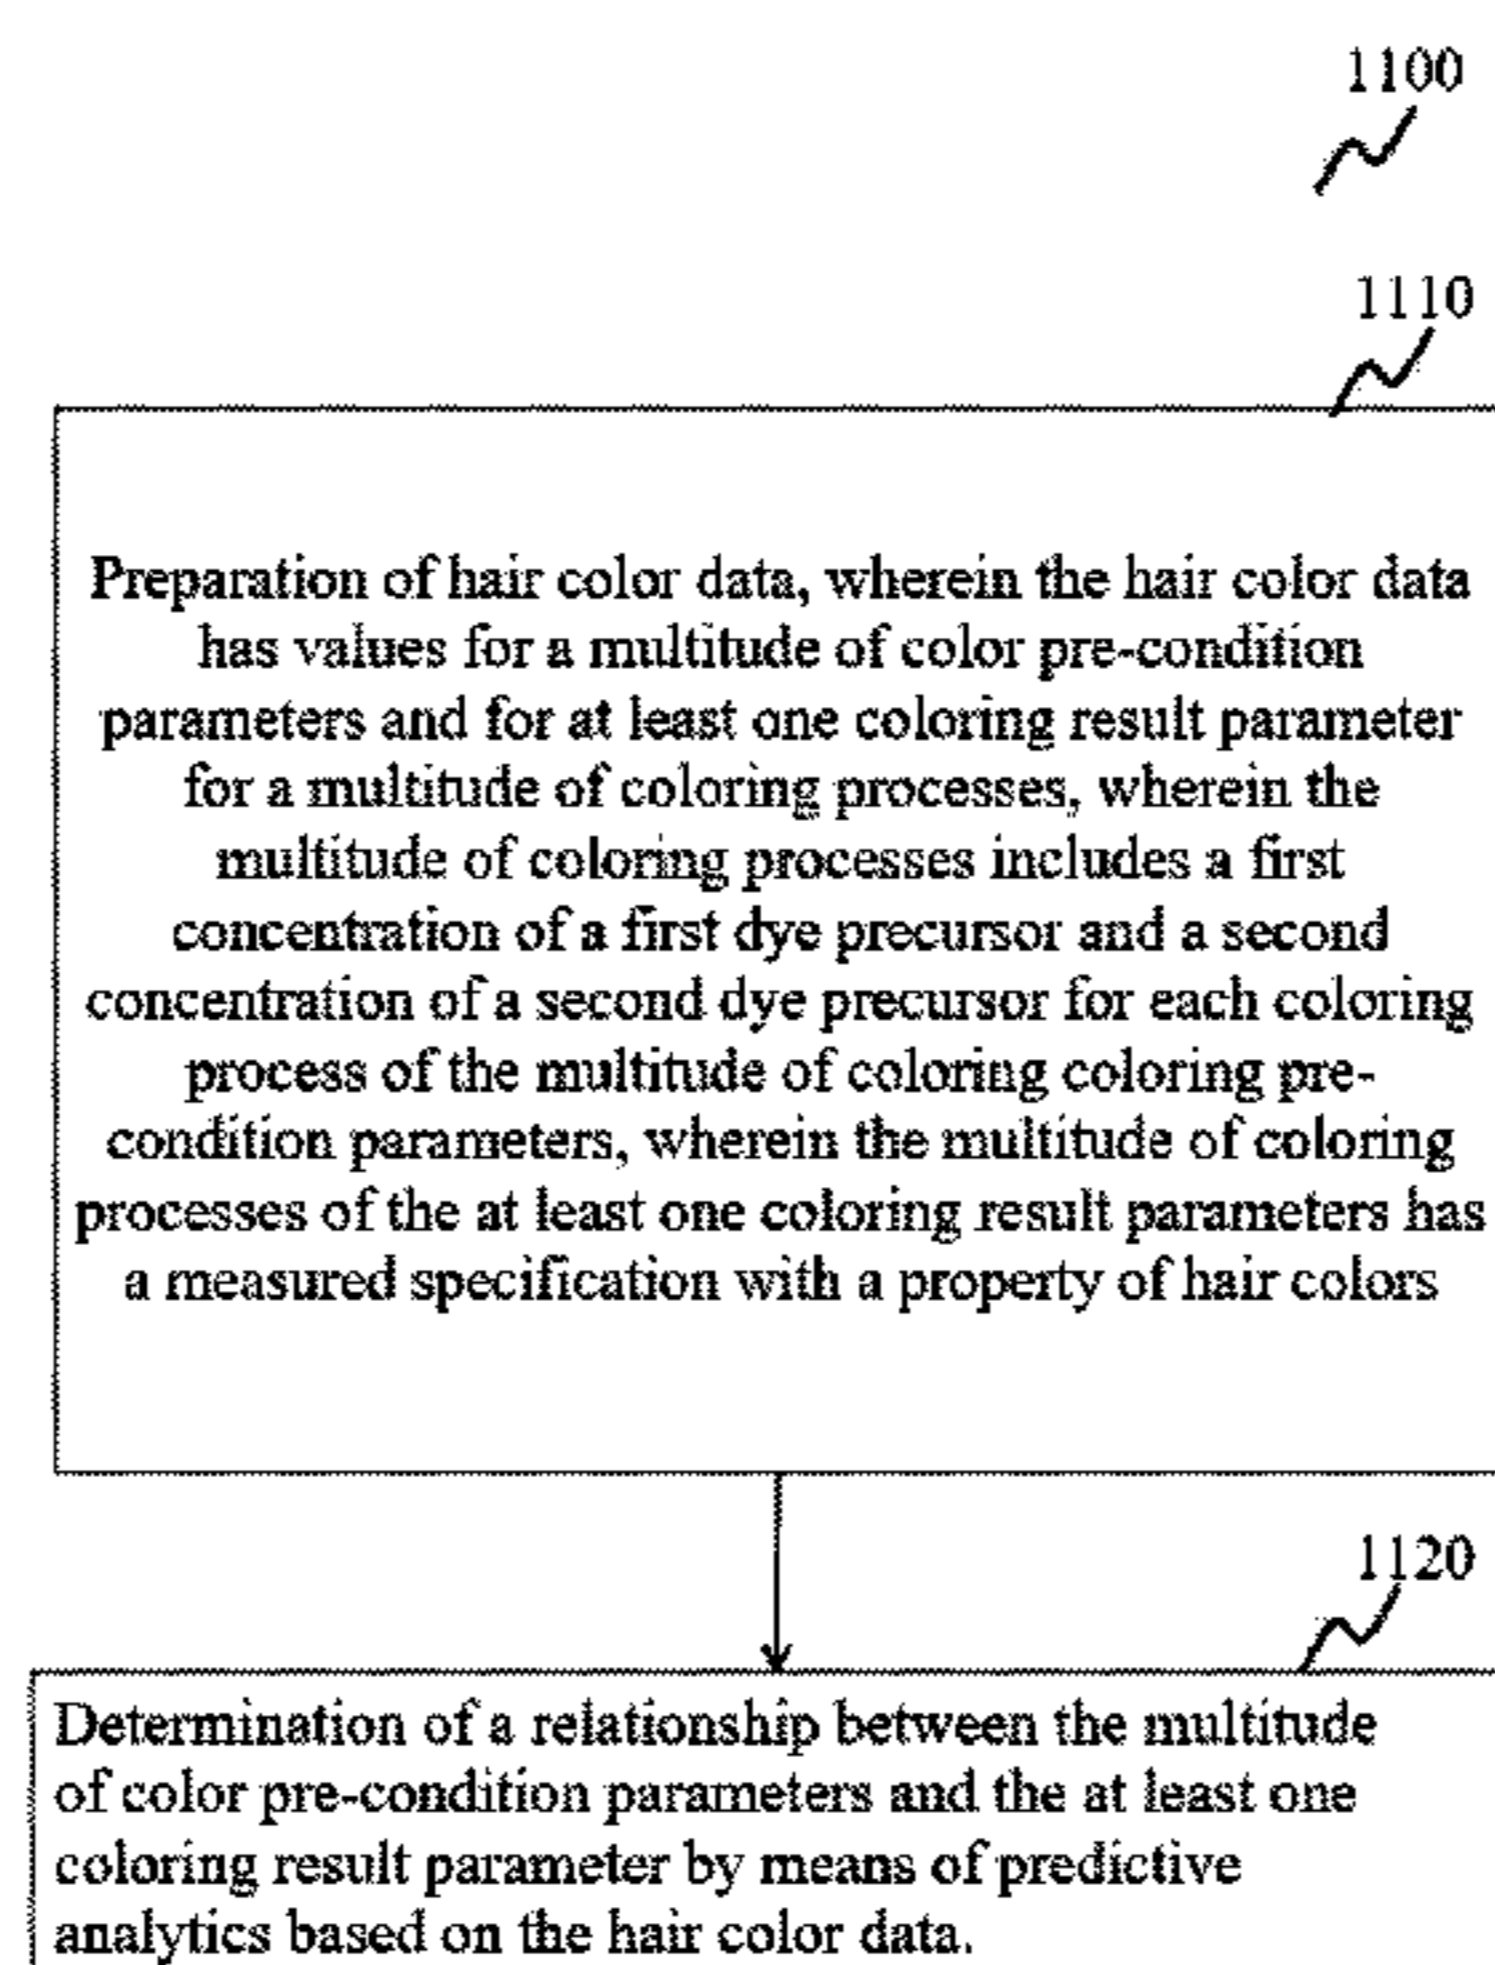 1100
1110
Preparation of hair color data, wherein the hair color data
has values for a multitude of color pre-condition
parameters and for at least one coloring result parameter
for a multitude of coloring processes, wherein the
multitude of coloring processes includes a first
concentration of a first dye precursor and a second
concentration of a second dye precursor for each coloring
process of the multitude of coloring coloring pre-
condition parameters, wherein the multitude of coloring
processes of the at least one coloring result parameters has
a measured specification with a property of hair colors
1120
Determination of a relationship between the multitude
of color pre-condition parameters and the at least one
coloring result parameter by means of predictive
analytics based on the hair color data.